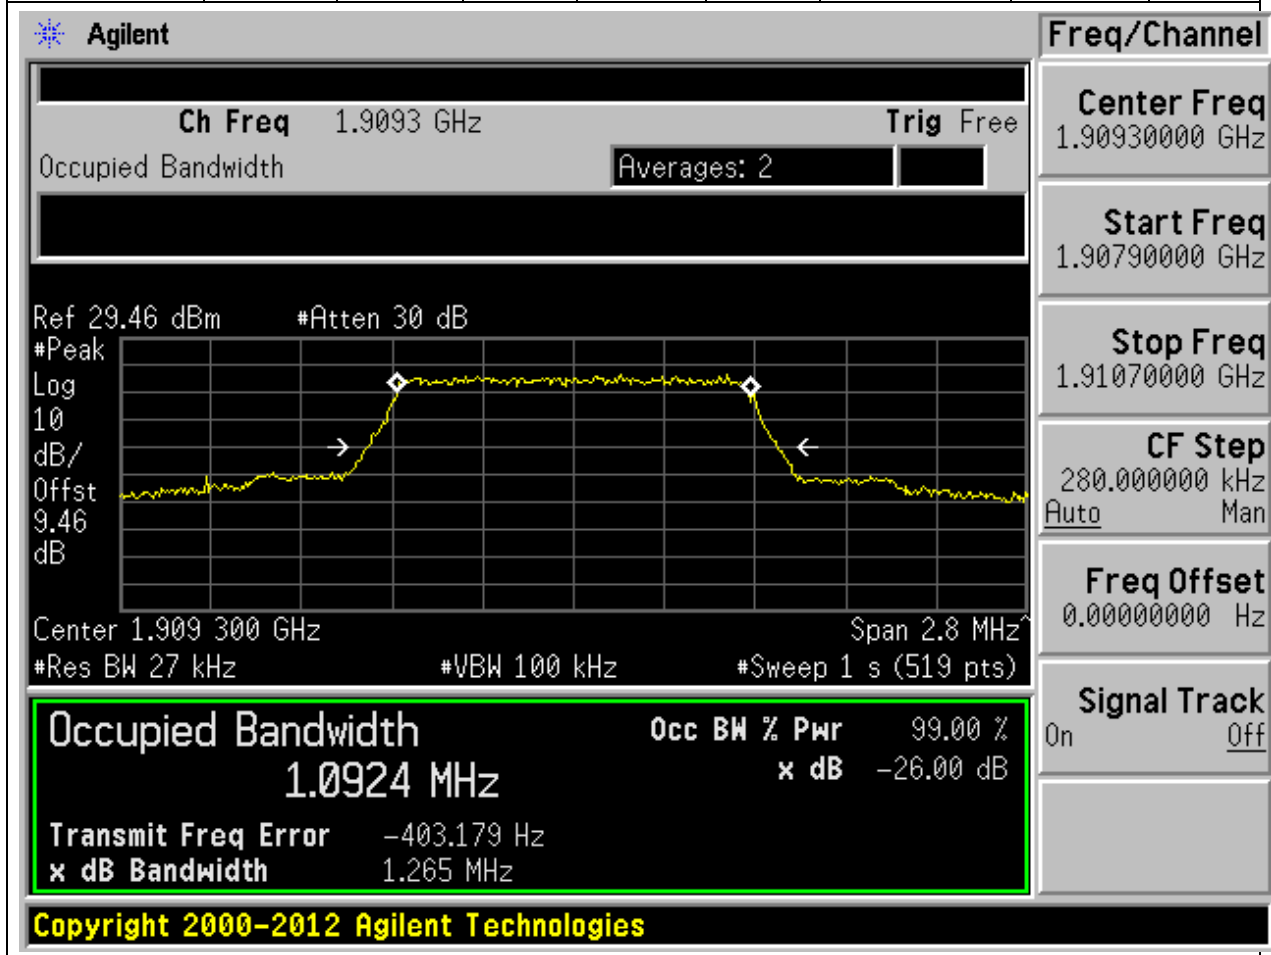 Agilent
Freq/Channel
Ch Freq 1.9093 GHz Trig Free
Occupied Bandwidth Averages: 2
Center Freq
1.90930000 GHz
Start Freq
1.90790000 GHz
Stop Freq
1.91070000 GHz
CF Step
280.000000 kHz
Auto Man
Freq Offset
0.00000000 Hz
Signal Track
On Off
Ref 29.46 dBm #Atten 30 dB
#Peak
Log
10
dB/
Offst
9.46
dB
Center 1.909 300 GHz Span 2.8 MHz^
#Res BW 27 kHz #VBW 100 kHz #Sweep 1 s (519 pts)
Occupied Bandwidth Occ BW % Pwr 99.00 %
1.0924 MHz x dB -26.00 dB
Transmit Freq Error -403.179 Hz
x dB Bandwidth 1.265 MHz
Copyright 2000-2012 Agilent Technologies